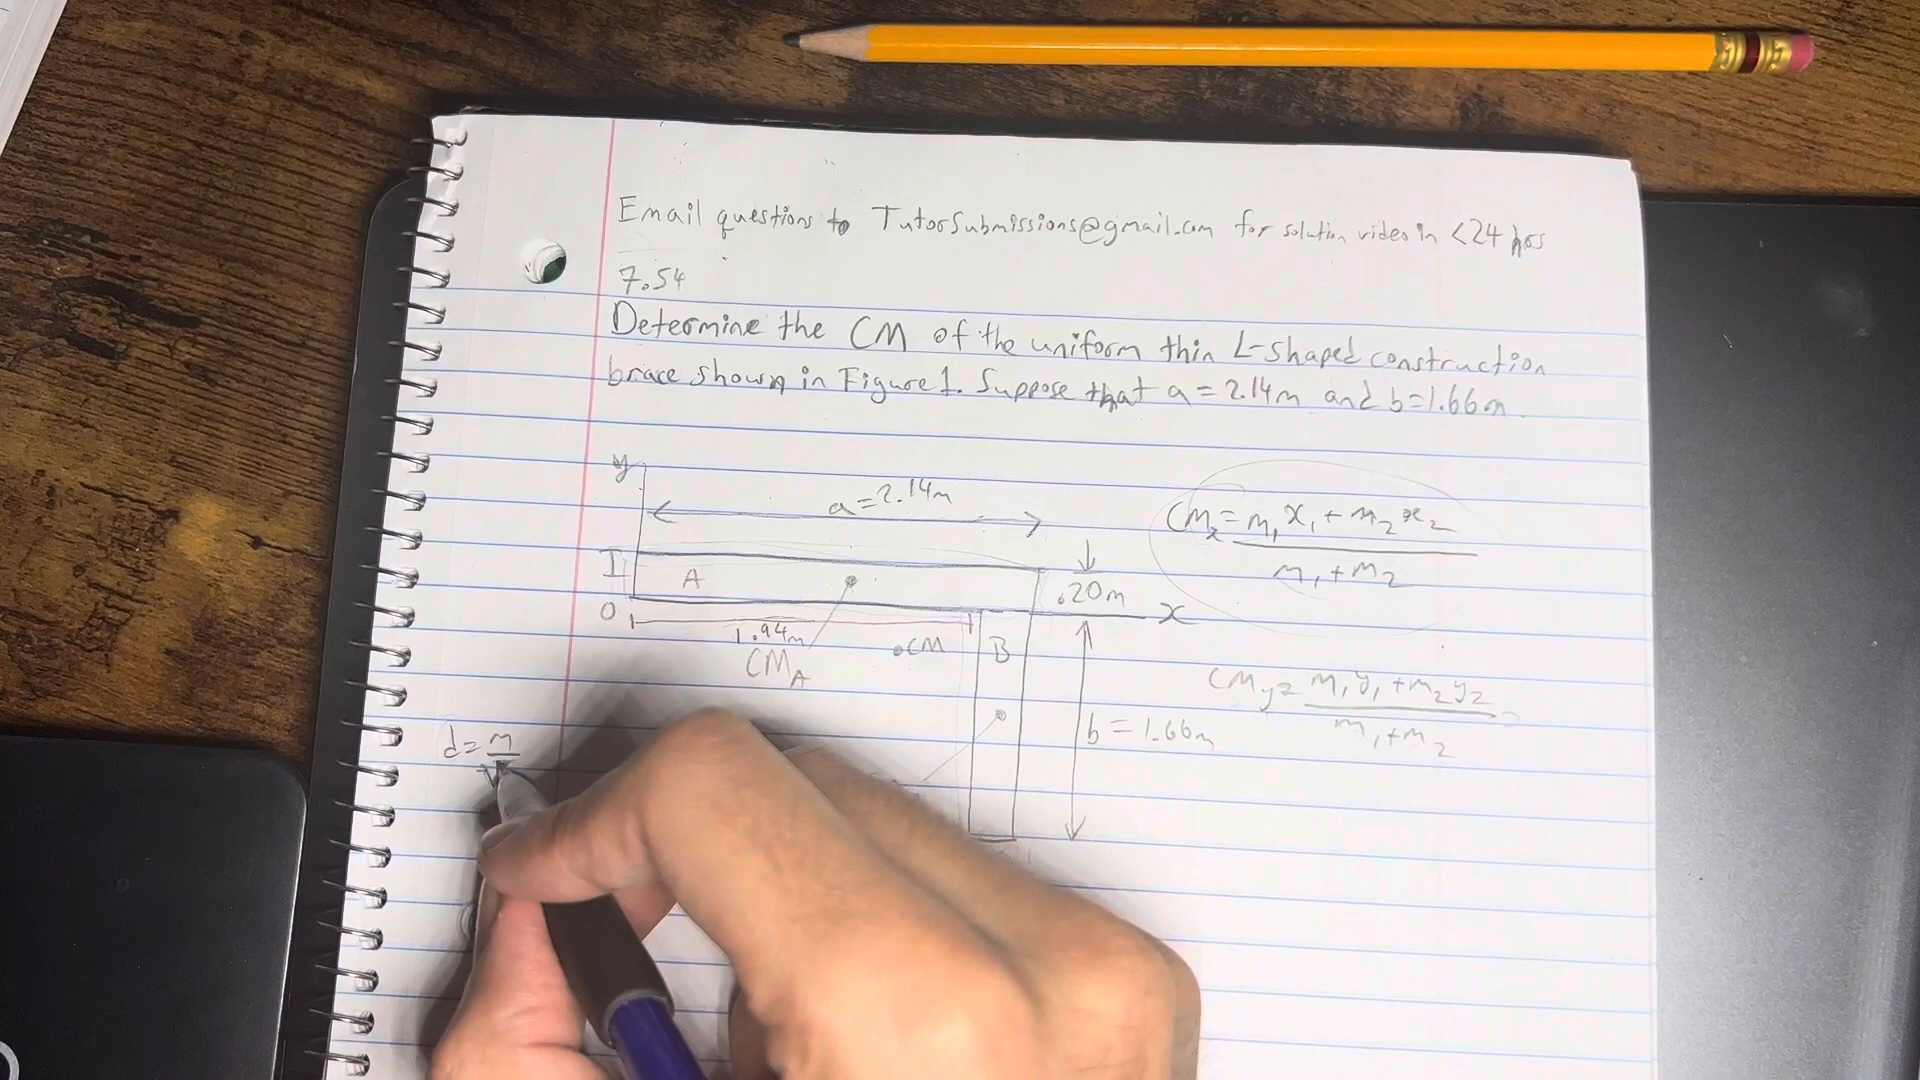 Email questions to TutorSubmissions@gmail.com for solution video in <24 hrs
7.54
Determine the CM of the uniform thin L-shaped construction
brace shown in Figure 1. Suppose that a = 2.14m and b=1.66m
y
a=2.14m
CMx = m₁x₁ + m₂x₂
m₁ + m₂
A
.20m
x
O
1.94m
.CM
B
CM_A
CMy = m₁y₁ + m₂y₂
m₁ + m₂
b = 1.66m
d = m
V